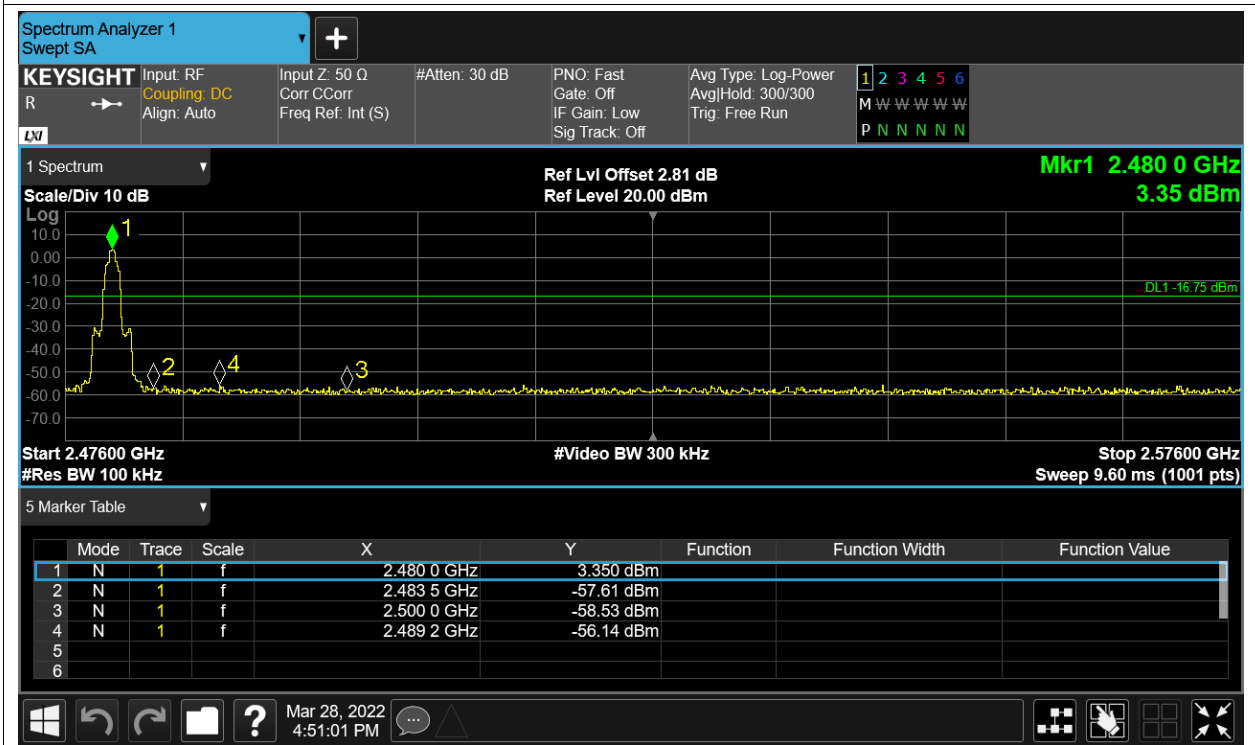 Spectrum Analyzer 1
Swept SA
KEYSIGHT
R
LXI
Input: RF
Coupling: DC
Align: Auto
Input Z: 50 Ω
Corr CCorr
Freq Ref: Int (S)
#Atten: 30 dB
PNO: Fast
Gate: Off
IF Gain: Low
Sig Track: Off
Avg Type: Log-Power
Avg|Hold: 300/300
Trig: Free Run
1 2 3 4 5 6
M W W W W W
P N N N N N
1 Spectrum
Scale/Div 10 dB
Ref Lvl Offset 2.81 dB
Ref Level 20.00 dBm
Mkr1 2.480 0 GHz
3.35 dBm
Log
10.0
0.00
-10.0
-20.0
-30.0
-40.0
-50.0
-60.0
-70.0
1
DL1 -16.75 dBm
2
4
3
Start 2.47600 GHz
#Res BW 100 kHz
#Video BW 300 kHz
Stop 2.57600 GHz
Sweep 9.60 ms (1001 pts)
5 Marker Table
Mode Trace Scale X Y Function Function Width Function Value
1 N 1 f 2.480 0 GHz 3.350 dBm
2 N 1 f 2.483 5 GHz -57.61 dBm
3 N 1 f 2.500 0 GHz -58.53 dBm
4 N 1 f 2.489 2 GHz -56.14 dBm
5
6
?
Mar 28, 2022
4:51:01 PM